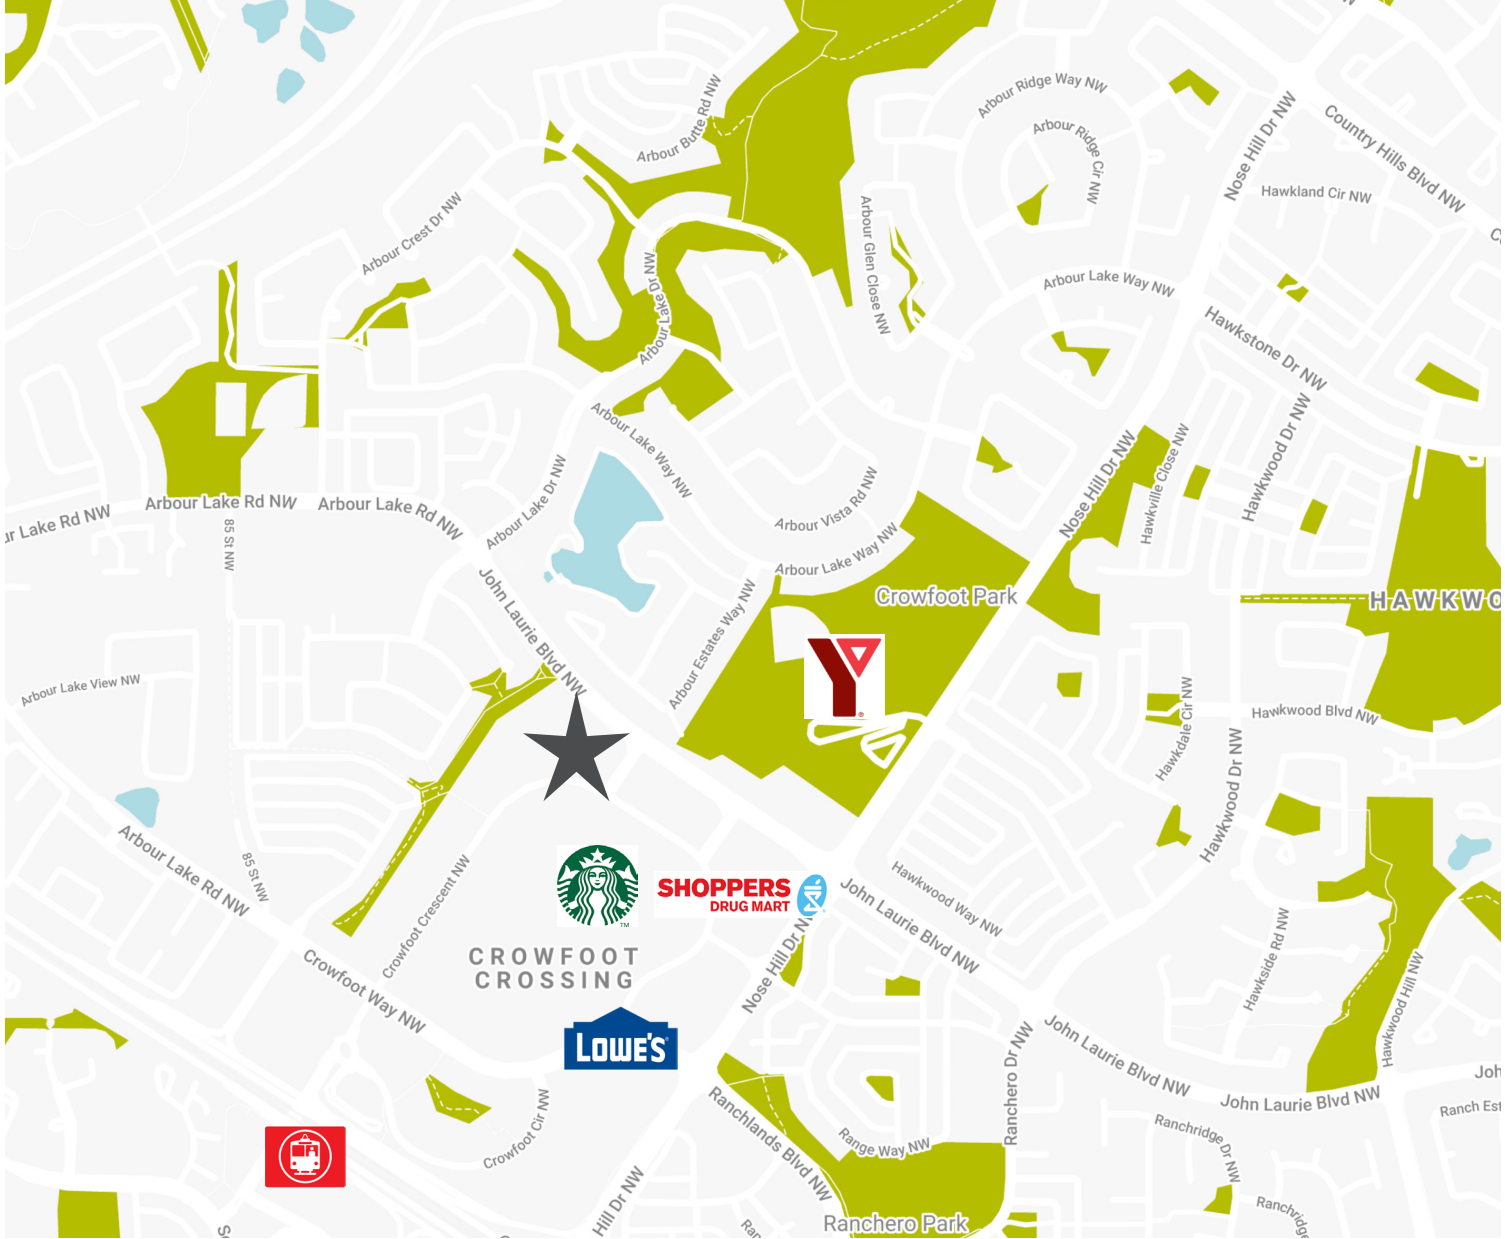 Arbour Butte Rd NW
Arbour Ridge Way NW
Arbour Ridge Cir NW
Nose Hill Dr NW
Country Hills Blvd NW
Hawkland Cir NW
Arbour Crest Dr NW
Arbour Glen Close NW
Arbour Lake Dr NW
Arbour Lake Way NW
Hawkstone Dr NW
Arbour Lake Way NW
Hawkwood Dr NW
Nose Hill Dr NW
Hawkville Close NW
Arbour Lake Dr NW
Arbour Vista Rd NW
ur Lake Rd NW
Arbour Lake Rd NW
Arbour Lake Rd NW
85 St NW
Arbour Lake Way NW
John Laurie Blvd NW
Arbour Estates Way NW
Crowfoot Park
HAWKWO
Y
®
Arbour Lake View NW
Hawkdale Cir NW
Hawkwood Blvd NW
Hawkwood Dr NW
Arbour Lake Rd NW
85 St NW
Crowfoot Crescent NW
TM
SHOPPERS
DRUG MART
Hawkwood Way NW
John Laurie Blvd NW
Nose Hill Dr NW
CROWFOOT
CROSSING
Crowfoot Way NW
Hawkside Rd NW
Hawkwood Hill NW
LOWE'S
John Laurie Blvd NW
Ranchero Dr NW
John Laurie Blvd NW
Joh
Ranch Est
Crowfoot Cir NW
Ranchlands Blvd NW
Range Way NW
Ranchridge Dr NW
Hill Dr NW
Ranchero Park
Ran
Ranchridge